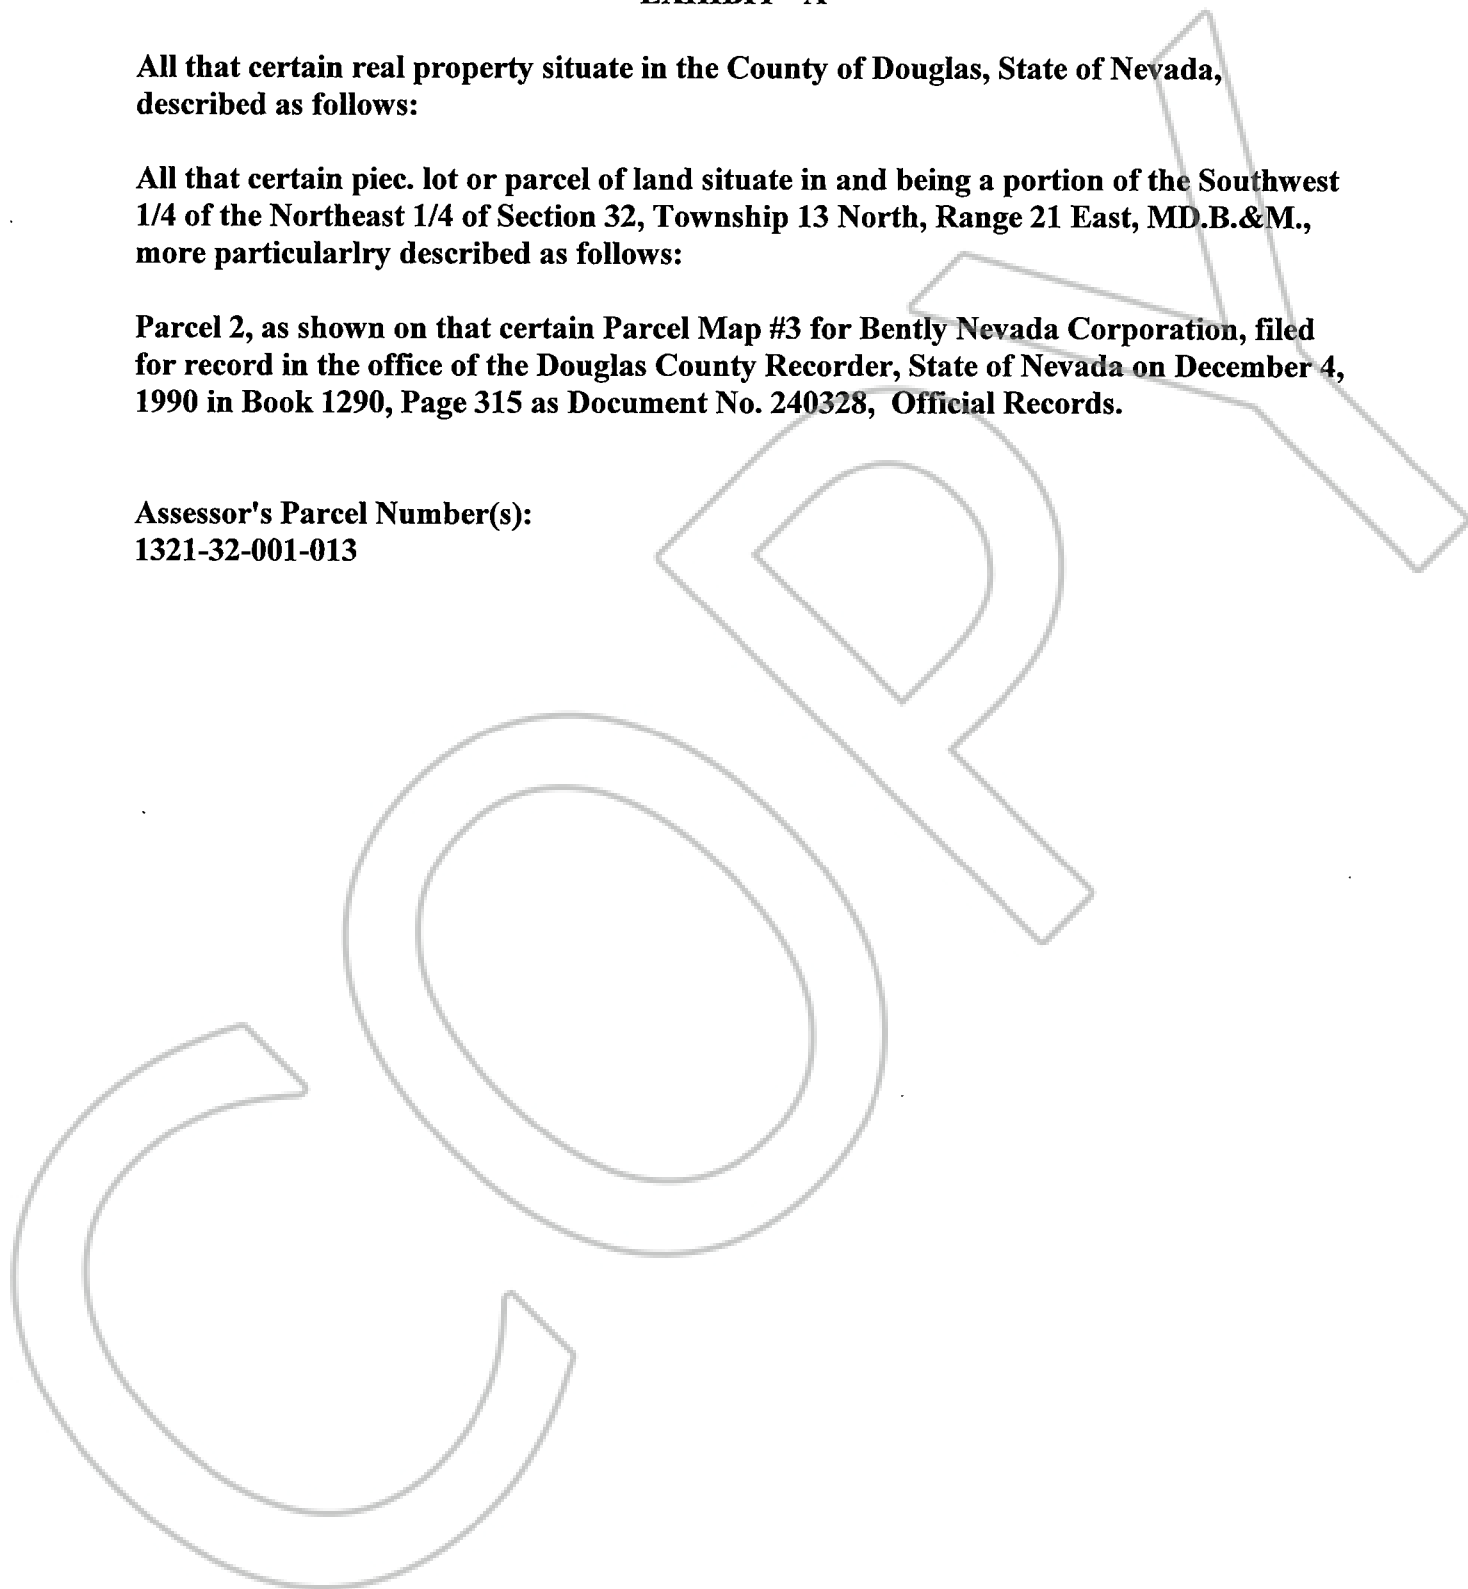 EXHIBIT "A"
All that certain real property situate in the County of Douglas, State of Nevada,
described as follows:
All that certain piec. lot or parcel of land situate in and being a portion of the Southwest
1/4 of the Northeast 1/4 of Section 32, Township 13 North, Range 21 East, MD.B.&M.,
more particularlry described as follows:
Parcel 2, as shown on that certain Parcel Map #3 for Bently Nevada Corporation, filed
for record in the office of the Douglas County Recorder, State of Nevada on December 4,
1990 in Book 1290, Page 315 as Document No. 240328, Official Records.
Assessor's Parcel Number(s):
1321-32-001-013
COPY